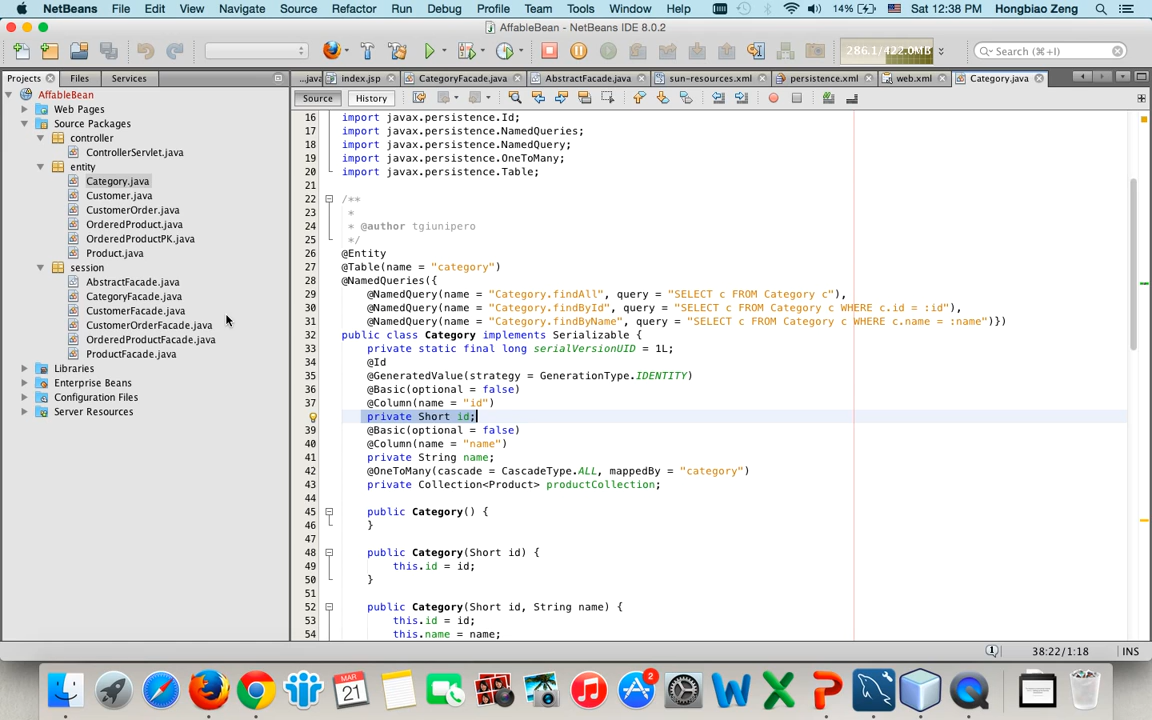 NetBeans File Edit View Navigate Source Refactor Run Debug Profile Team Tools Window Help 14% Sat 12:38 PM Hongbiao Zeng
AffableBean - NetBeans IDE 8.0.2
286.1/422.0MB Search (⌘+I)
Projects Files Services
...java index.jsp CategoryFacade.java AbstractFacade.java sun-resources.xml persistence.xml web.xml Category.java
Source History
AffableBean
Web Pages
Source Packages
controller
ControllerServlet.java
entity
Category.java
Customer.java
CustomerOrder.java
OrderedProduct.java
OrderedProductPK.java
Product.java
session
AbstractFacade.java
CategoryFacade.java
CustomerFacade.java
CustomerOrderFacade.java
OrderedProductFacade.java
ProductFacade.java
Libraries
Enterprise Beans
Configuration Files
Server Resources
16 import javax.persistence.Id;
17 import javax.persistence.NamedQueries;
18 import javax.persistence.NamedQuery;
19 import javax.persistence.OneToMany;
20 import javax.persistence.Table;
21
22 /**
23 *
24 * @author tgiunipero
25 */
26 @Entity
27 @Table(name = "category")
28 @NamedQueries({
29 @NamedQuery(name = "Category.findAll", query = "SELECT c FROM Category c"),
30 @NamedQuery(name = "Category.findById", query = "SELECT c FROM Category c WHERE c.id = :id"),
31 @NamedQuery(name = "Category.findByName", query = "SELECT c FROM Category c WHERE c.name = :name")})
32 public class Category implements Serializable {
33 private static final long serialVersionUID = 1L;
34 @Id
35 @GeneratedValue(strategy = GenerationType.IDENTITY)
36 @Basic(optional = false)
37 @Column(name = "id")
private Short id;
39 @Basic(optional = false)
40 @Column(name = "name")
41 private String name;
42 @OneToMany(cascade = CascadeType.ALL, mappedBy = "category")
43 private Collection<Product> productCollection;
44
45 public Category() {
46 }
47
48 public Category(Short id) {
49 this.id = id;
50 }
51
52 public Category(Short id, String name) {
53 this.id = id;
54 this.name = name;
1 38:22/1:18 INS
MAR
21
2